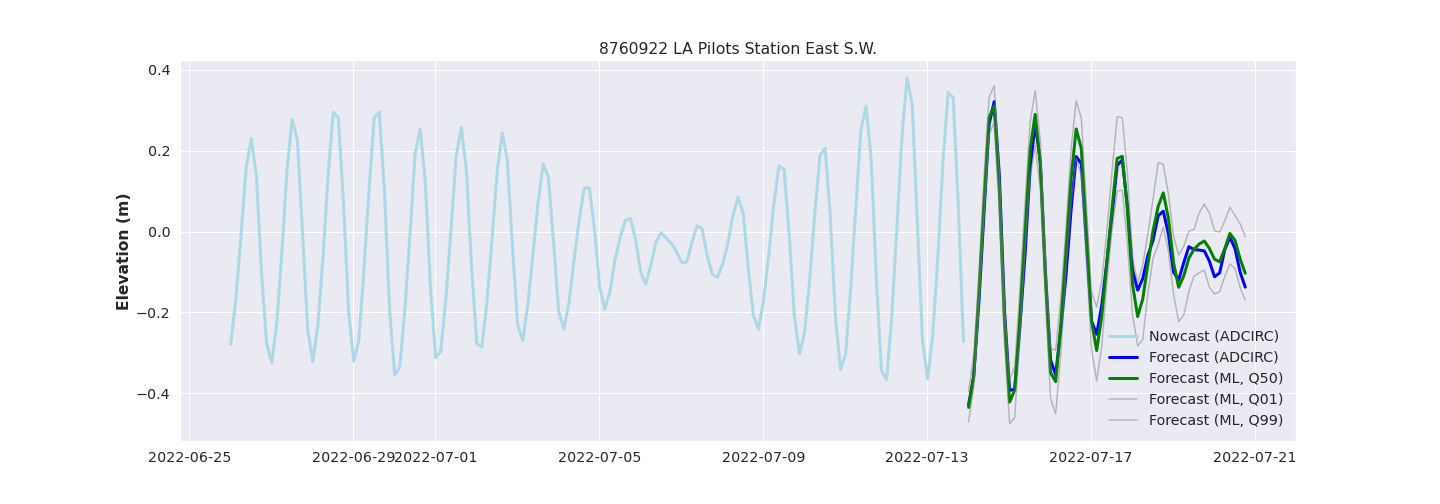 8760922 LA Pilots Station East S.W.
Elevation (m)
0.4
0.2
0.0
−0.2
−0.4
2022-06-25
2022-06-29
2022-07-01
2022-07-05
2022-07-09
2022-07-13
2022-07-17
2022-07-21
Nowcast (ADCIRC)
Forecast (ADCIRC)
Forecast (ML, Q50)
Forecast (ML, Q01)
Forecast (ML, Q99)